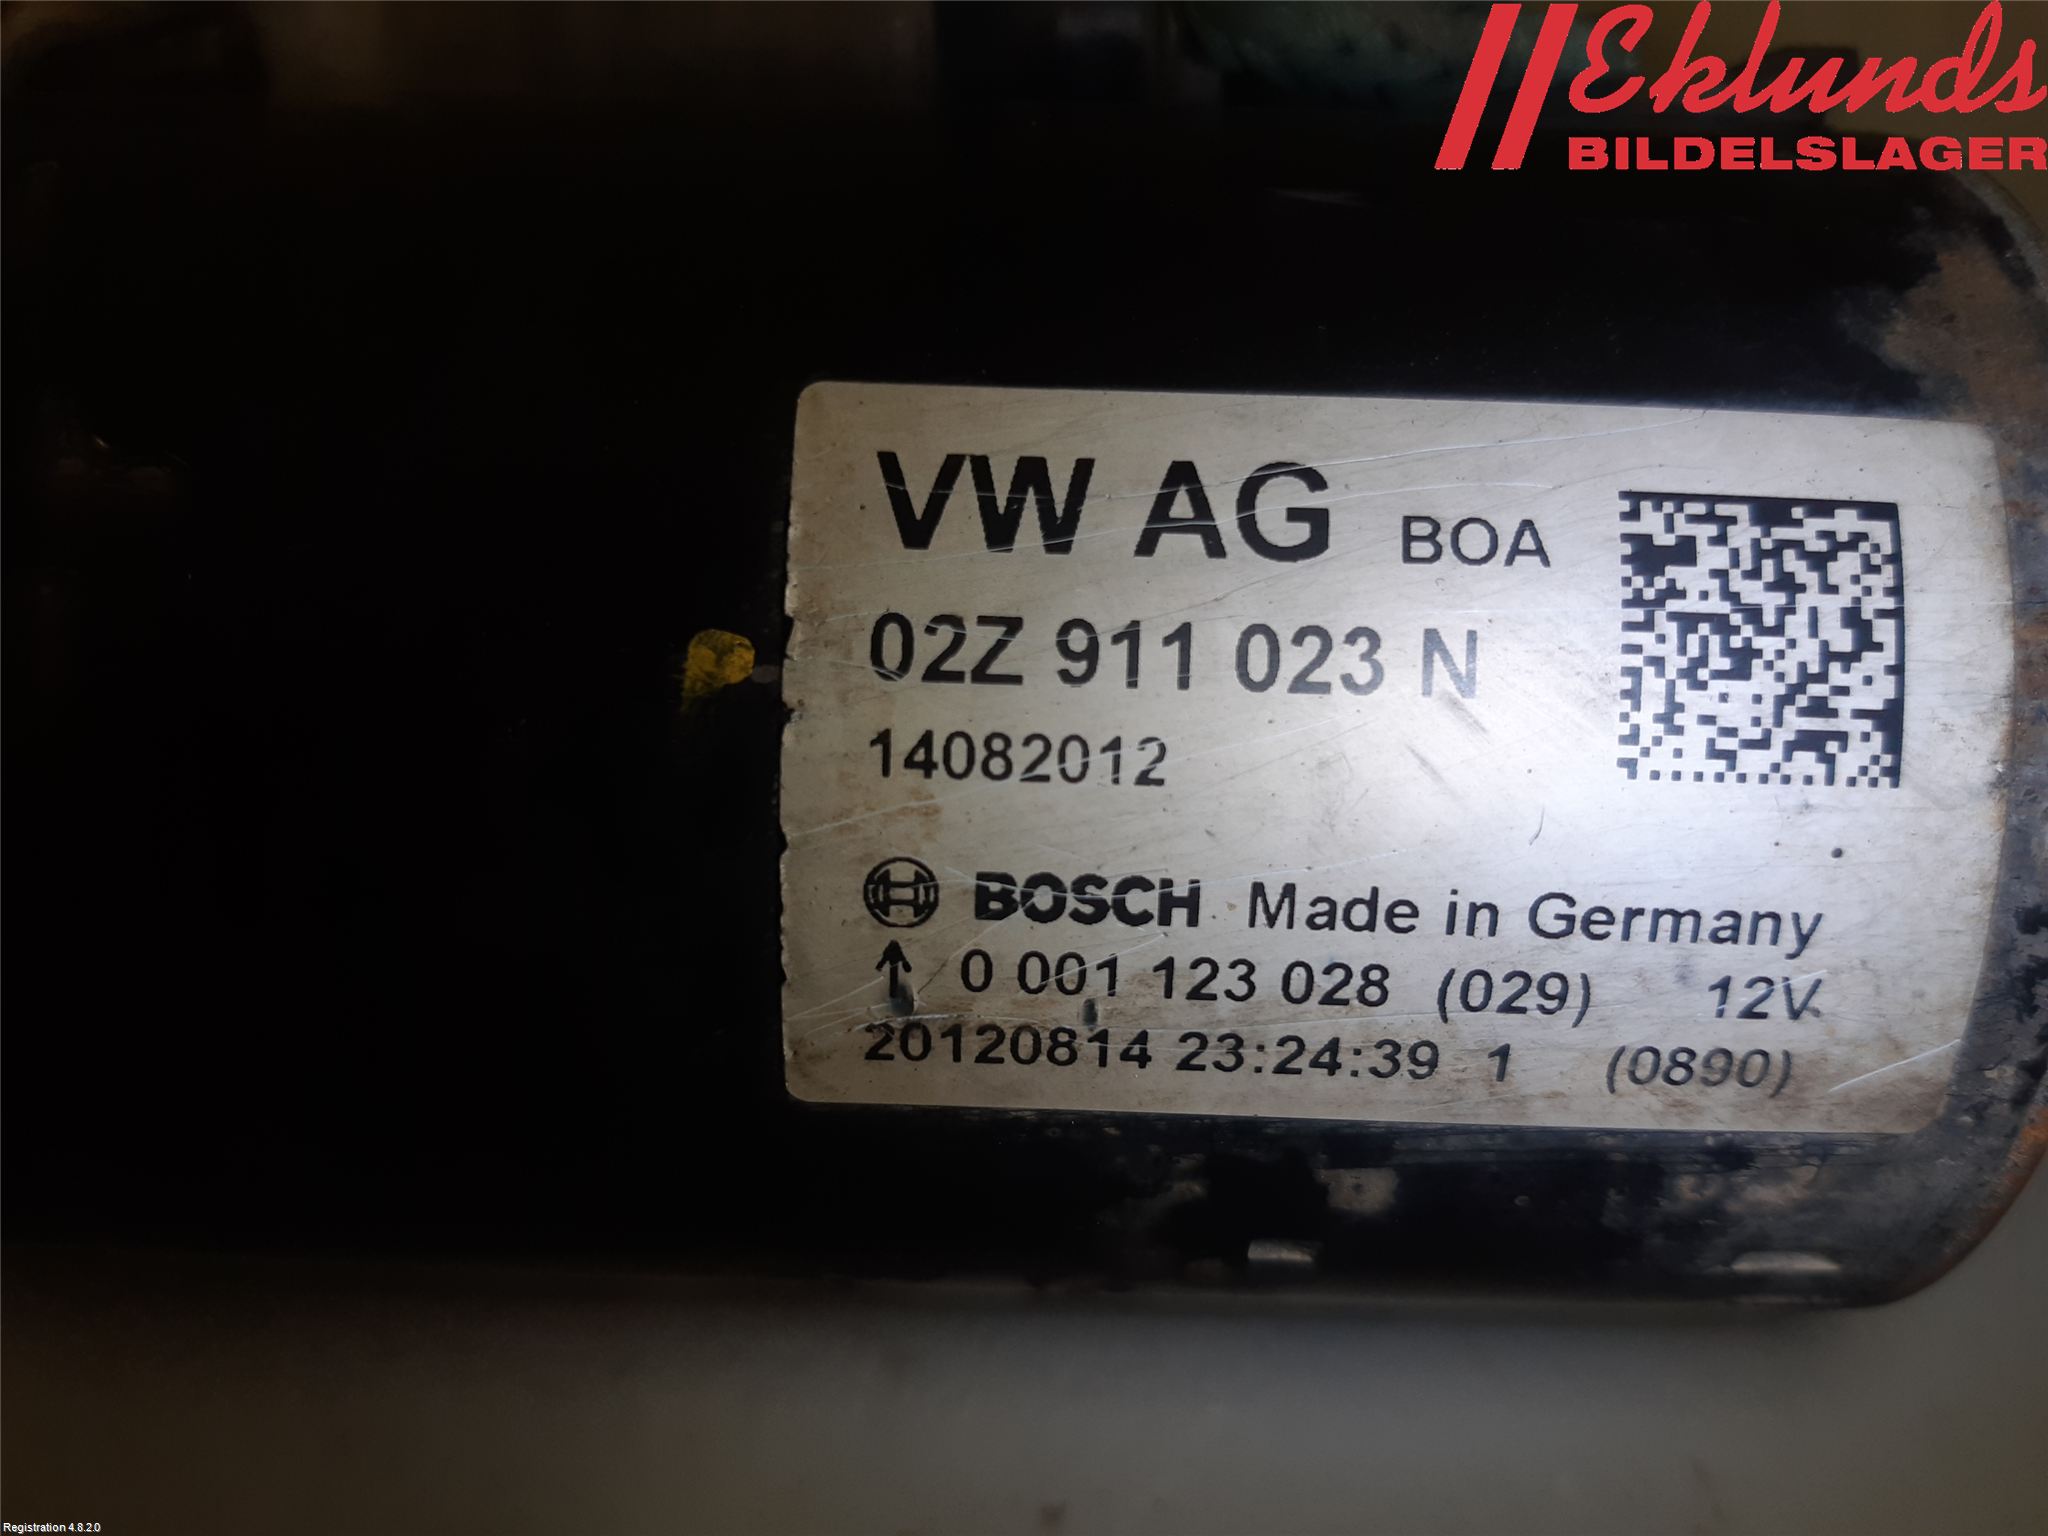 Eklunds
BILDELSLAGER
VW AG BOA
02Z 911 023 N
14082012
BOSCH Made in Germany
↑ 0 001 123 028 (029) 12V
20120814 23:24:39 1 (0890)
Registration 4.8.2.0